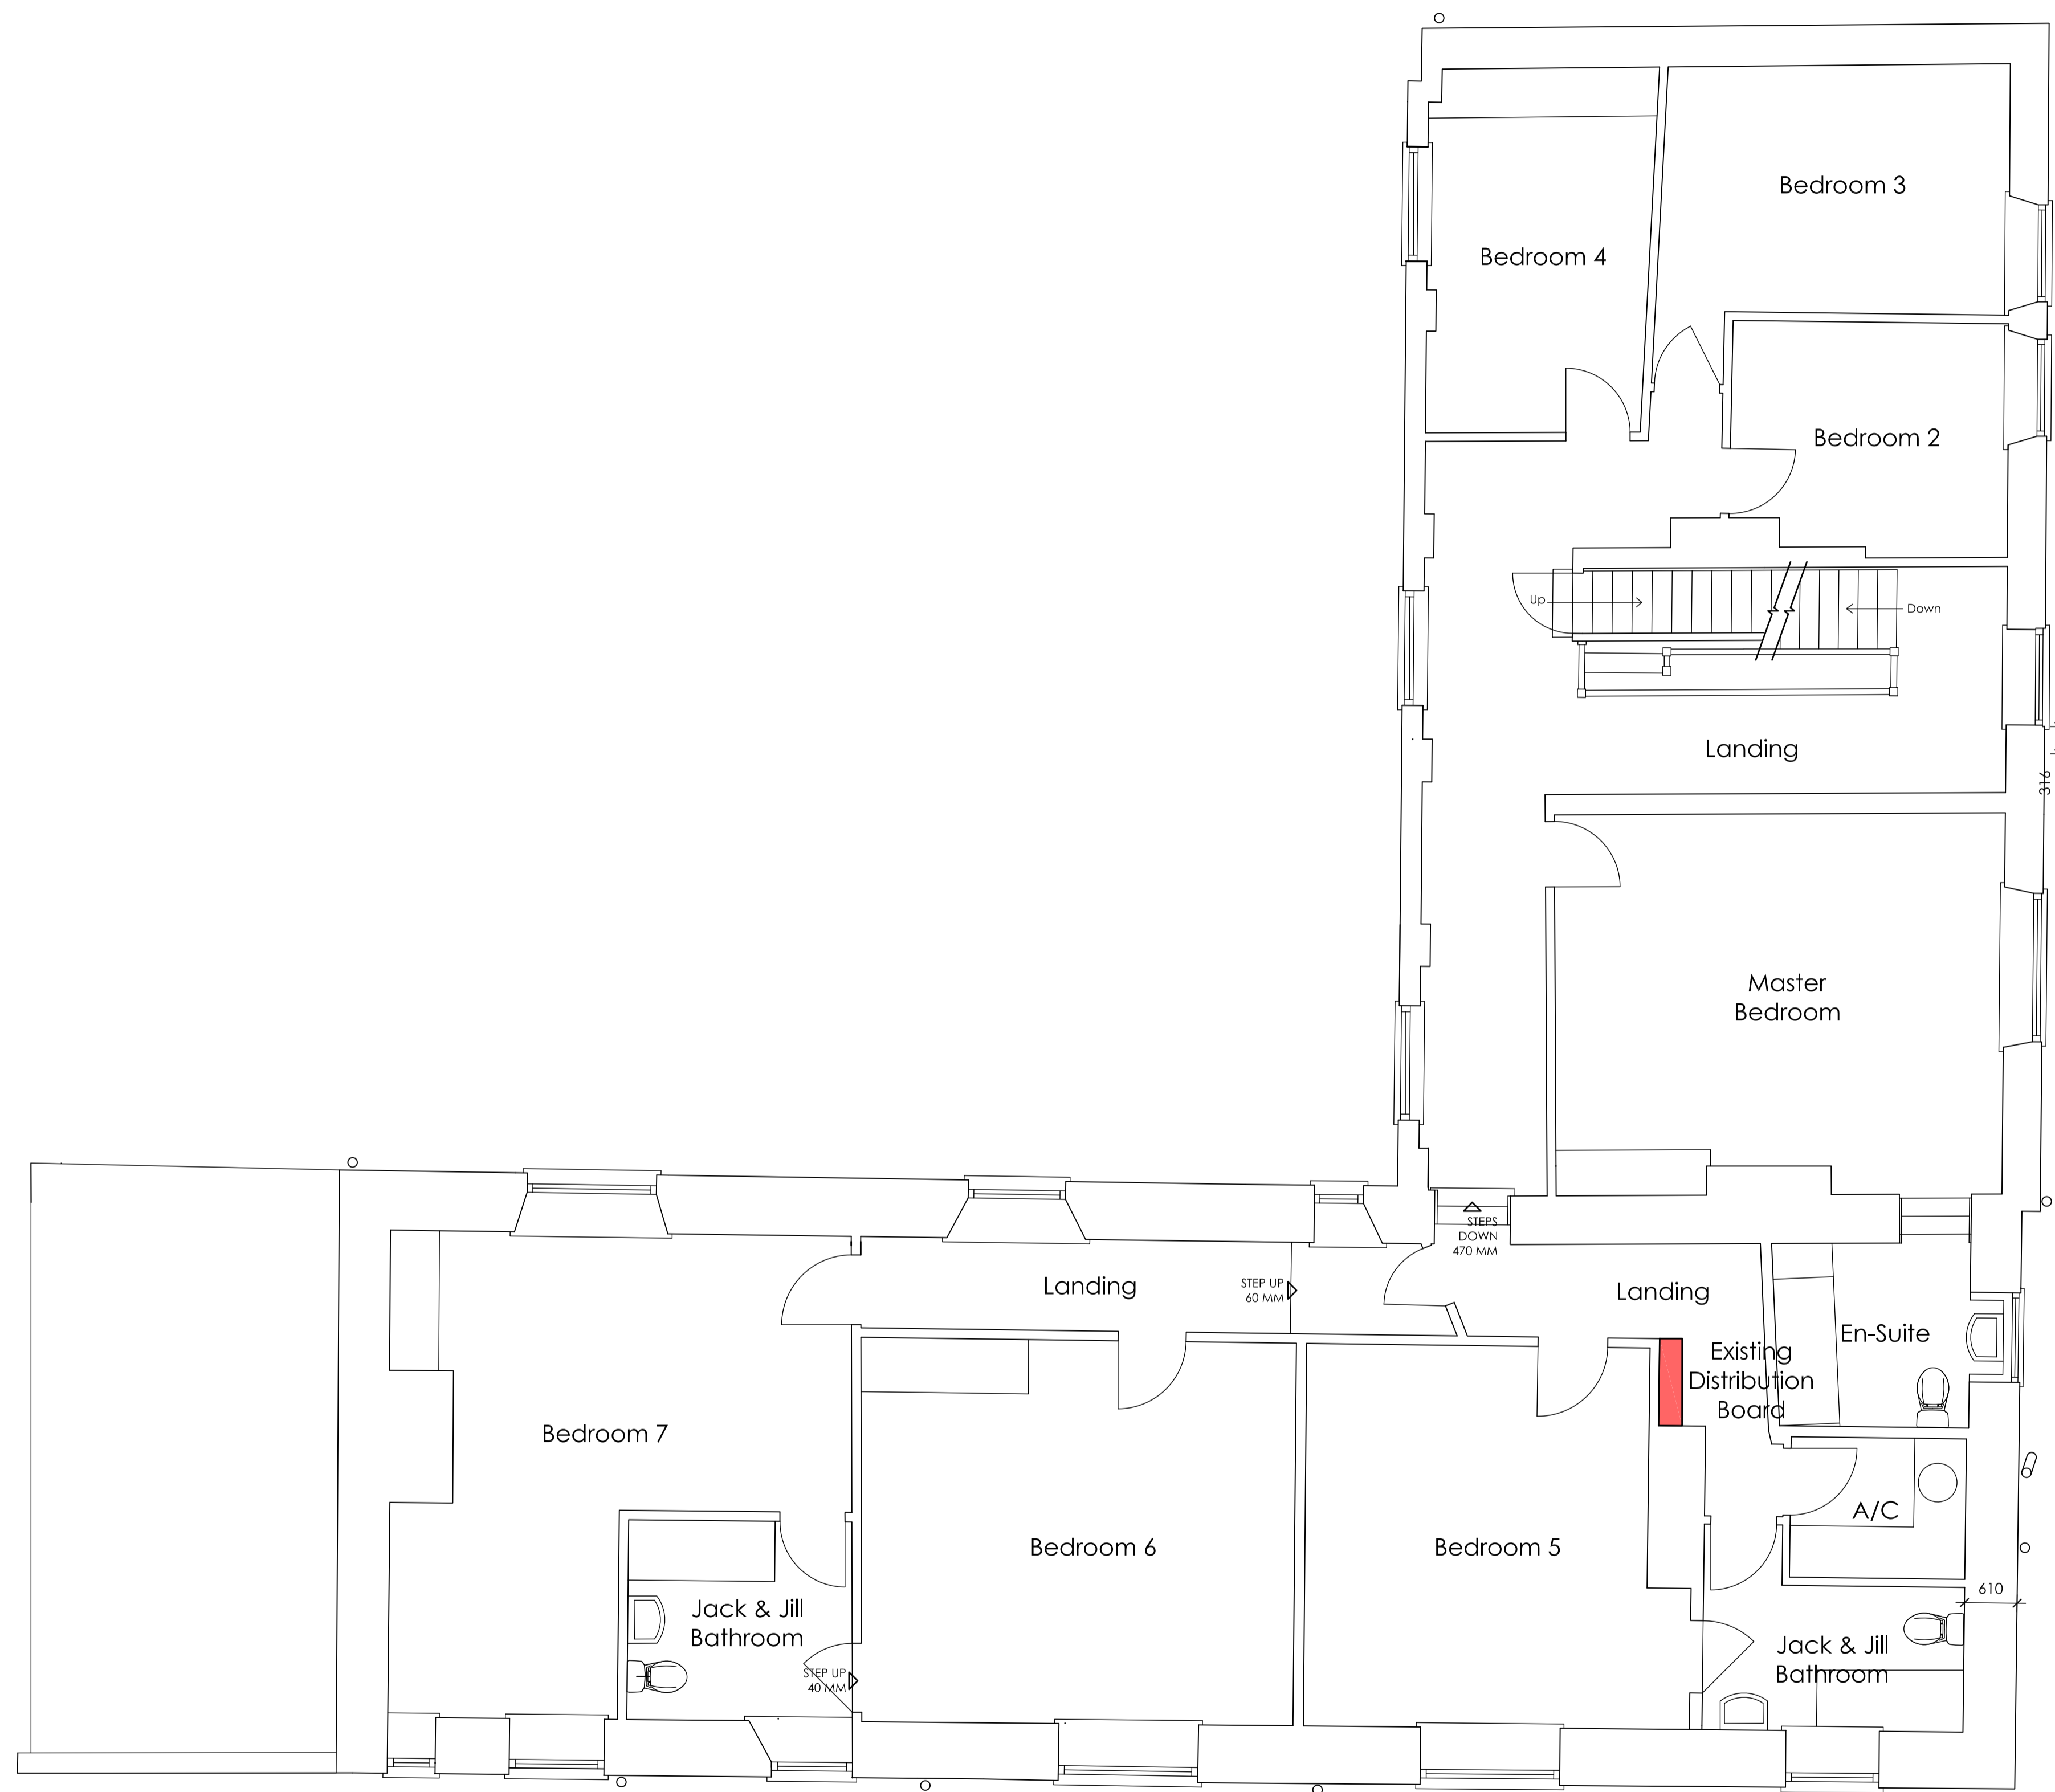 Bedroom 3
Bedroom 4
Bedroom 2
Up
Down
Landing
316
Master
Bedroom
STEPS
DOWN
470 MM
Landing
STEP UP
60 MM
Landing
En-Suite
Existing
Distribution
Board
Bedroom 7
A/C
Bedroom 6
Bedroom 5
610
Jack & Jill
Bathroom
STEP UP
40 MM
Jack & Jill
Bathroom